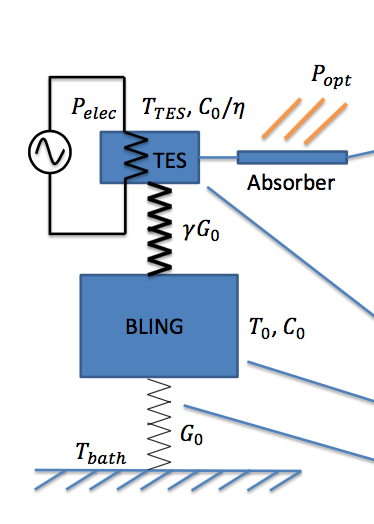 P_opt
P_elec
T_TES, C_0/η
TES
Absorber
γG_0
BLING
T_0, C_0
G_0
T_bath